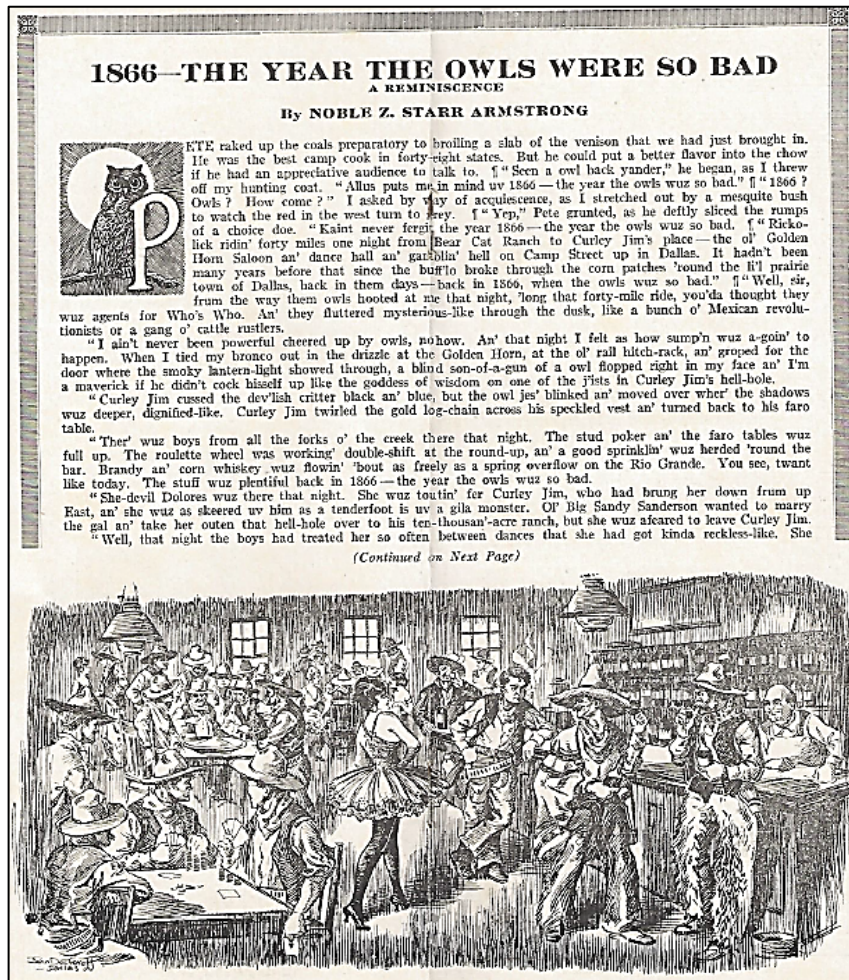 1866—THE YEAR THE OWLS WERE SO BAD
A REMINISCENCE
By NOBLE Z. STARR ARMSTRONG
PETE raked up the coals preparatory to broiling a slab of the venison that we had just brought in.
He was the best camp cook in forty-eight states. But he could put a better flavor into the chow
if he had an appreciative audience to talk to. ¶ "Seen a owl back yander," he began, as I threw
off my hunting coat. "Allus puts me in mind uv 1866—the year the owls wuz so bad." ¶ "1866?
Owls? How come?" I asked by way of acquiescence, as I stretched out by a mesquite bush
to watch the red in the west turn to grey. ¶ "Yep," Pete grunted, as he deftly sliced the rumps
of a choice doe. "Kaint never fergit the year 1866—the year the owls wuz so bad. ¶ "Ricko-
lick ridin' forty miles one night from Bear Cat Ranch to Curley Jim's place—the ol' Golden
Horn Saloon an' dance hall an' gamblin' hell on Camp Street up in Dallas. It hadn't been
many years before that since the buff'lo broke through the corn patches 'round the li'l prairie
town of Dallas, back in them days—back in 1866, when the owls wuz so bad." ¶ "Well, sir,
from the way them owls hooted at me that night, 'long that forty-mile ride, you'da thought they
wuz agents for Who's Who. An' they fluttered mysterious-like through the dusk, like a bunch o' Mexican revolu-
tionists or a gang o' cattle rustlers.
"I ain't never been powerful cheered up by owls, nohow. An' that night I felt as how sump'n wuz a-goin' to
happen. When I tied my bronco out in the drizzle at the Golden Horn, at the ol' rail hitch-rack, an' groped for the
door where the smoky lantern-light showed through, a blind son-of-a-gun of a owl flopped right in my face an' I'm
a maverick if he didn't cock hisself up like the goddess of wisdom on one of the j'ists in Curley Jim's hell-hole.
"Curley Jim cussed the dev'lish critter black an' blue, but the owl jes' blinked an' moved over wher' the shadows
wuz deeper, dignified-like. Curley Jim twirled the gold log-chain across his speckled vest an' turned back to his faro
table.
"Ther' wuz boys from all the forks o' the creek there that night. The stud poker an' the faro tables wuz
full up. The roulette wheel was working' double-shift at the round-up, an' a good sprinklin' wuz herded 'round the
bar. Brandy an' corn whiskey wuz flowin' 'bout as freely as a spring overflow on the Rio Grande. You see, twant
like today. The stuff wuz plentiful back in 1866—the year the owls wuz so bad.
"She-devil Dolores wuz there that night. She wuz toutin' fer Curley Jim, who had brung her down frum up
East, an' she wuz as skeered uv him as a tenderfoot is uv a gila monster. Ol' Big Sandy Sanderson wanted to marry
the gal an' take her outen that hell-hole over to his ten-thousan'-acre ranch, but she wuz afeared to leave Curley Jim.
"Well, that night the boys had treated her so often between dances that she had got kinda reckless-like. She
(Continued on Next Page)